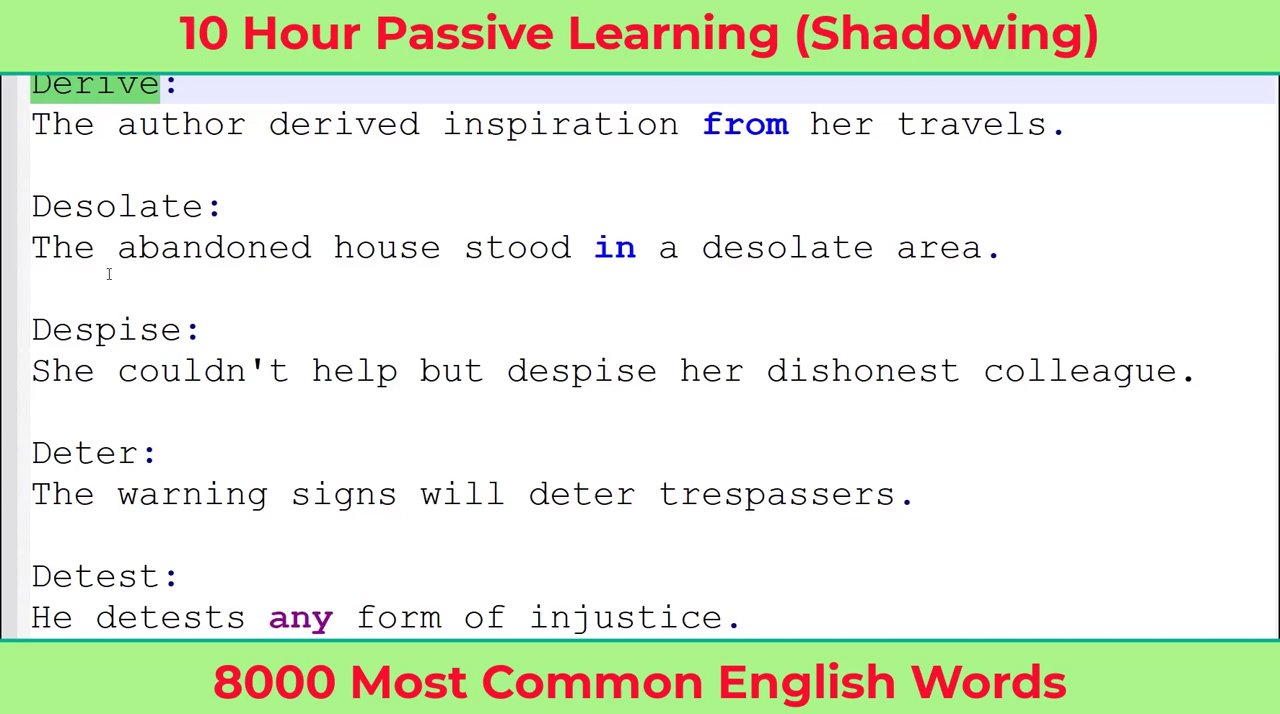 10 Hour Passive Learning (Shadowing)
Derive:
The author derived inspiration from her travels.
Desolate:
The abandoned house stood in a desolate area.
Despise:
She couldn't help but despise her dishonest colleague.
Deter:
The warning signs will deter trespassers.
Detest:
He detests any form of injustice.
8000 Most Common English Words